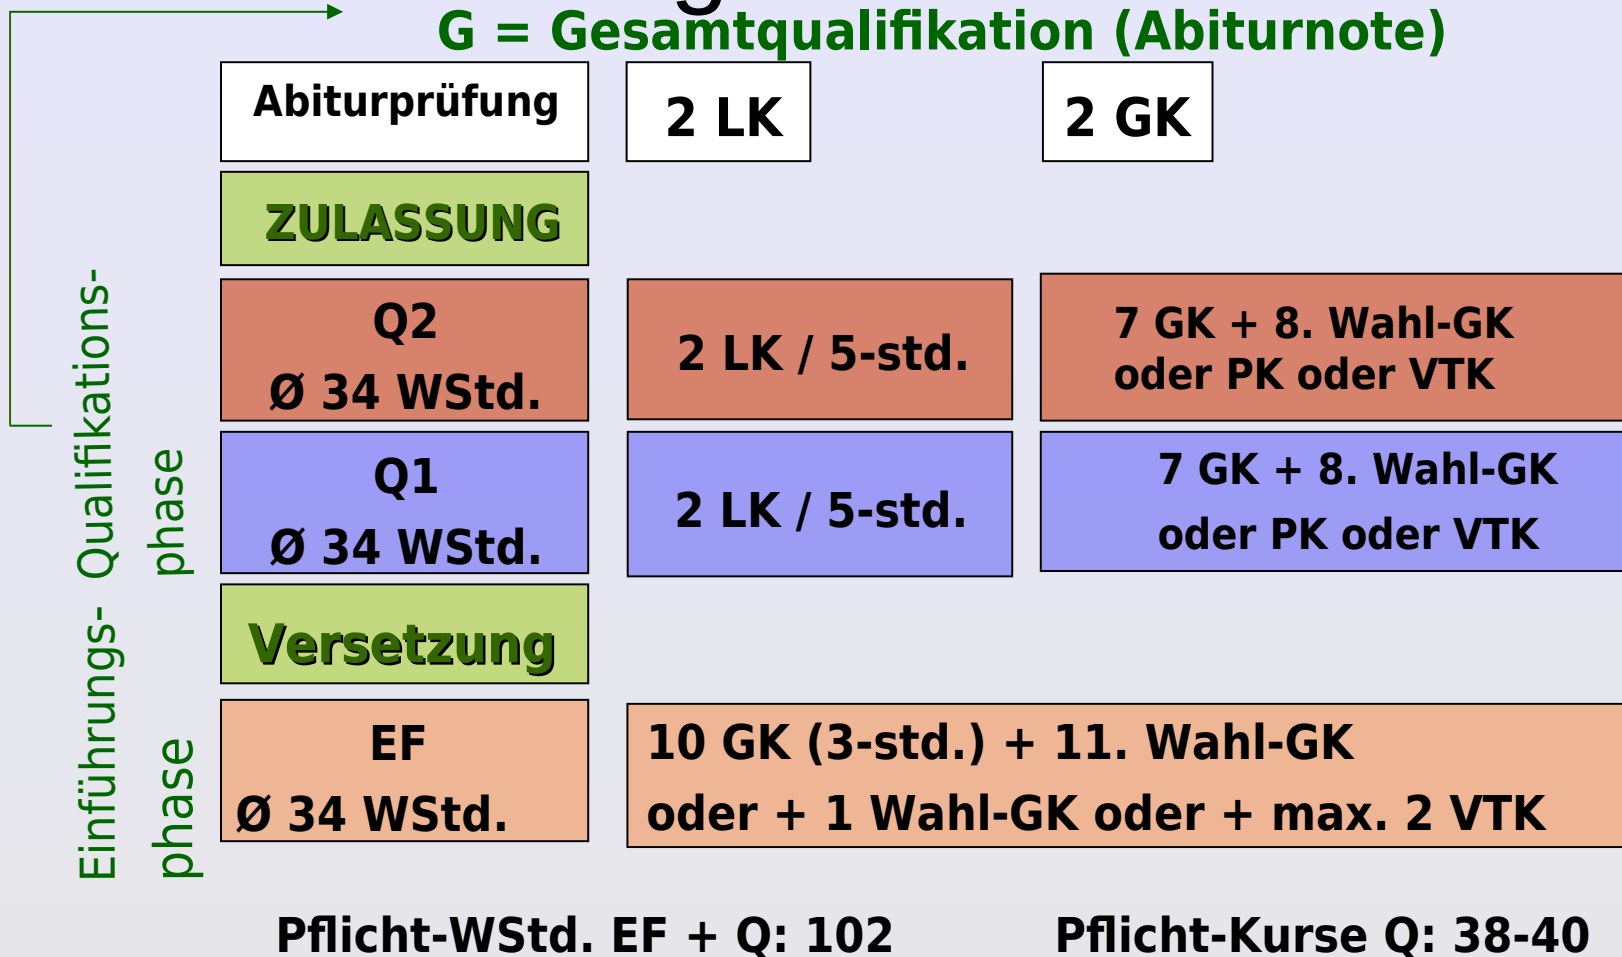 G = Gesamtqualifikation (Abiturnote)
Abiturprüfung
2 LK
2 GK
ZULASSUNG
Qualifikations-
phase
Q2
Ø 34 WStd.
2 LK / 5-std.
7 GK + 8. Wahl-GK
oder PK oder VTK
Q1
Ø 34 WStd.
2 LK / 5-std.
7 GK + 8. Wahl-GK
oder PK oder VTK
Versetzung
Einführungs-
phase
EF
Ø 34 WStd.
10 GK (3-std.) + 11. Wahl-GK
oder + 1 Wahl-GK oder + max. 2 VTK
Pflicht-WStd. EF + Q: 102
Pflicht-Kurse Q: 38-40